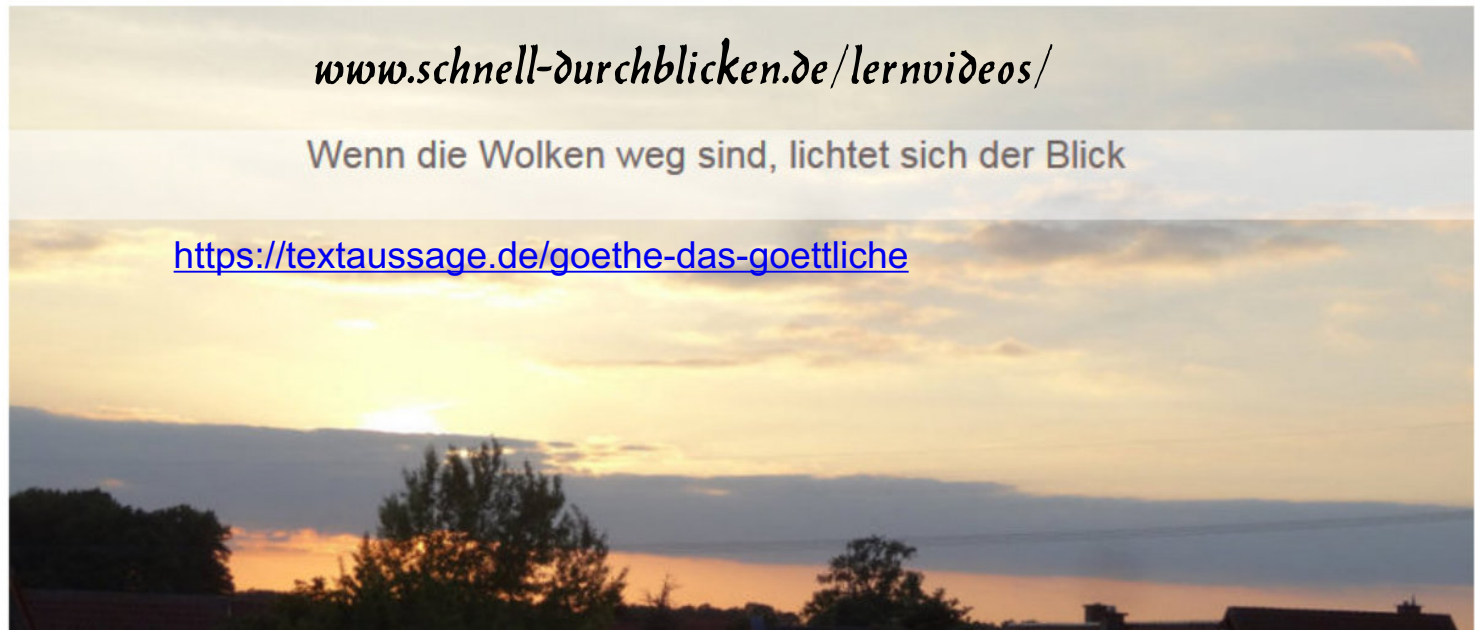 www.schnell-durchblicken.de/lernvideos/
Wenn die Wolken weg sind, lichtet sich der Blick
https://textaussage.de/goethe-das-goettliche